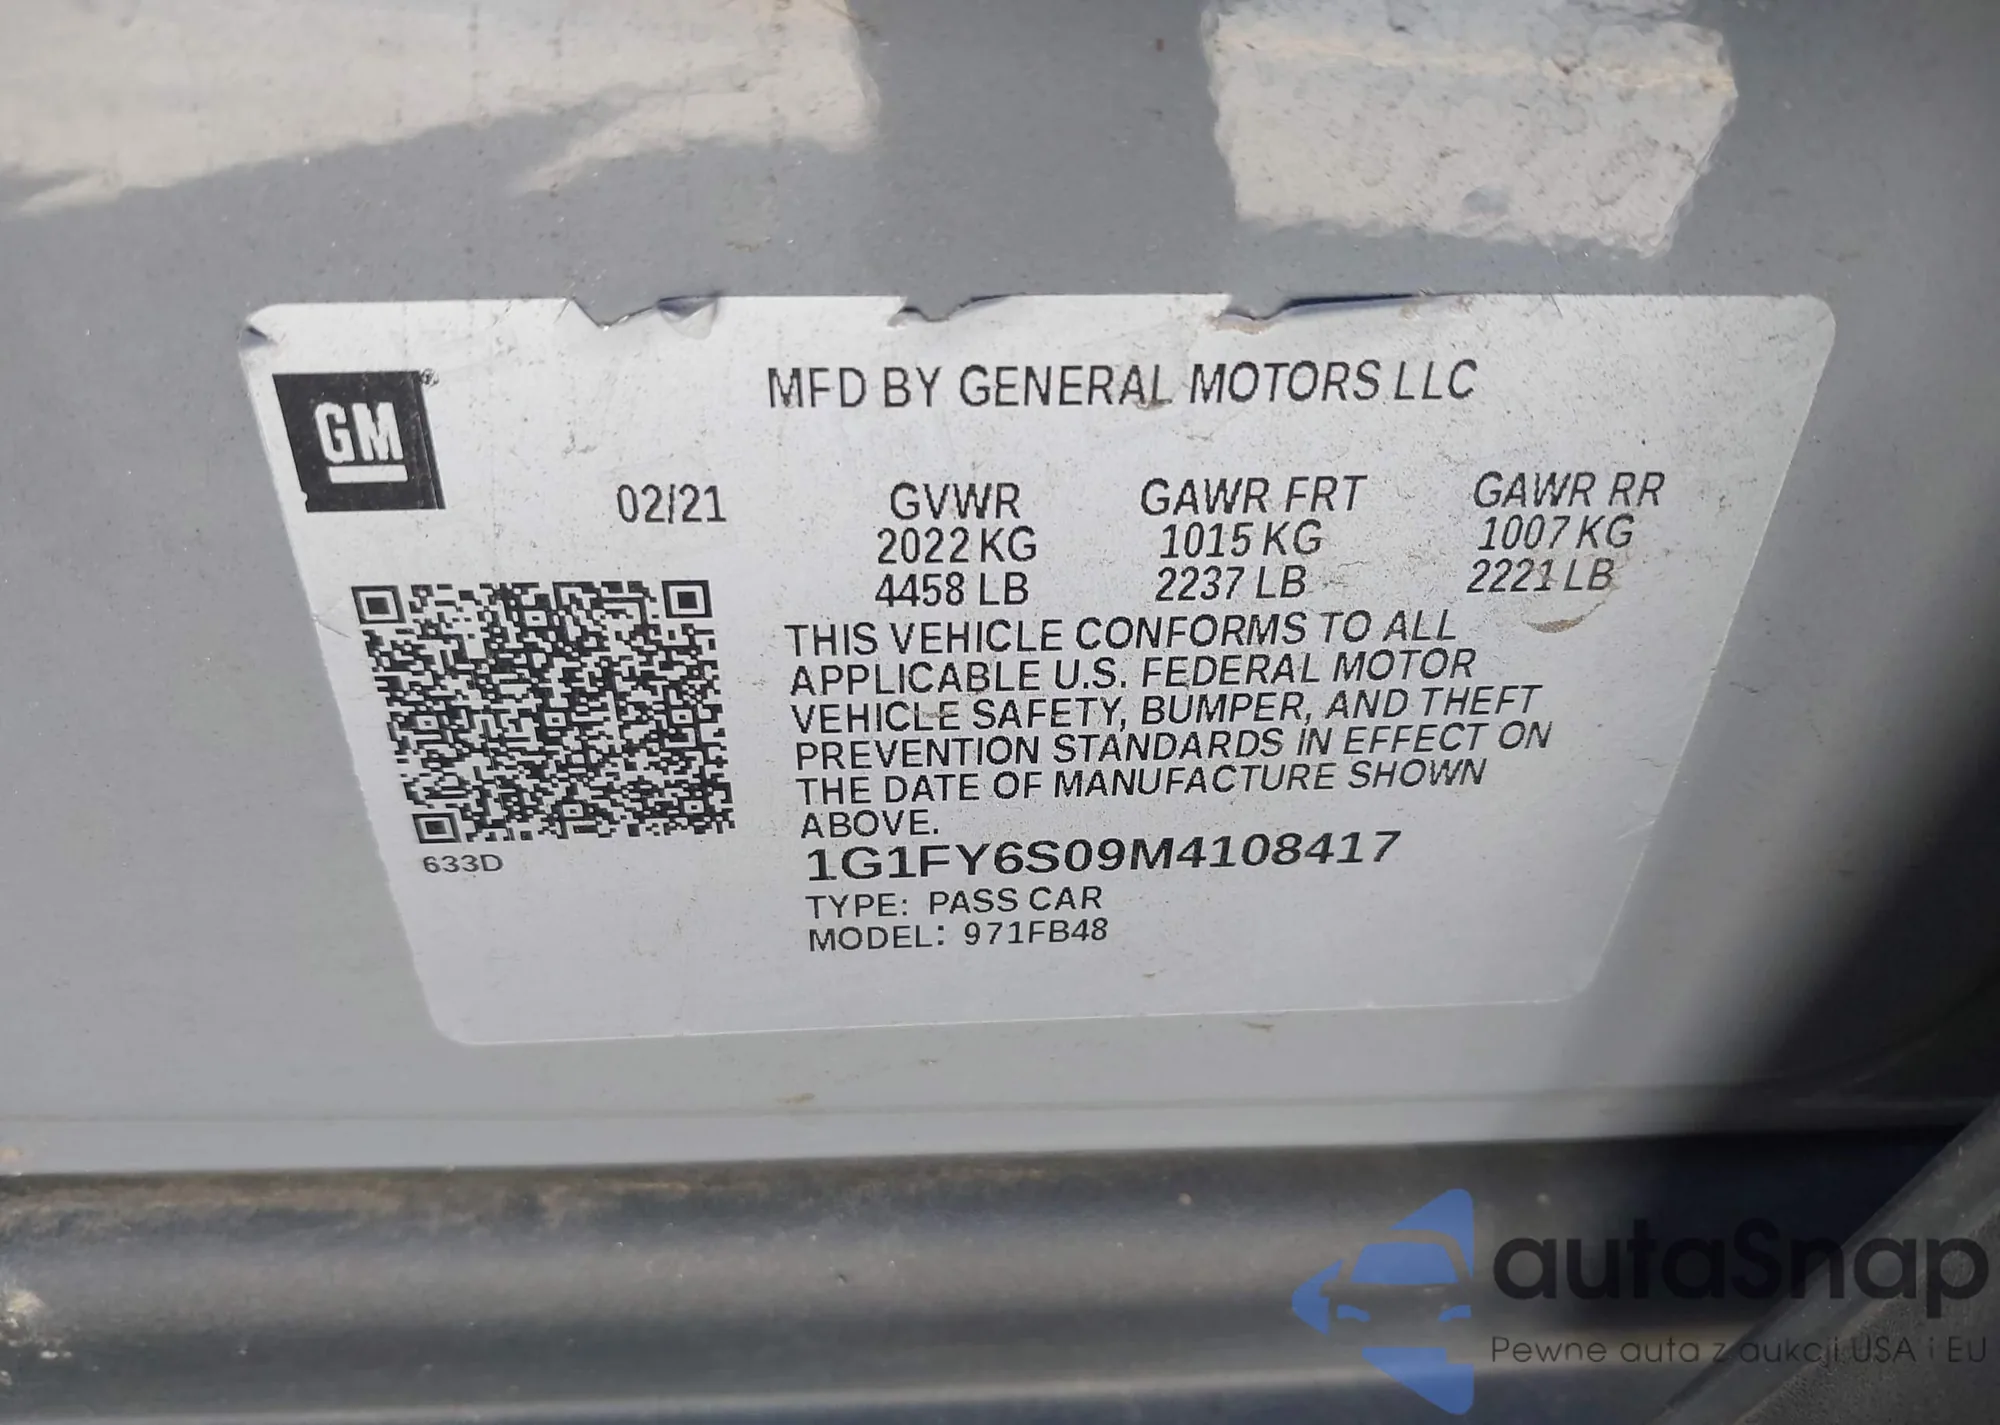 GM®
MFD BY GENERAL MOTORS LLC
02/21
GVWR GAWR FRT GAWR RR
2022 KG 1015 KG 1007 KG
4458 LB 2237 LB 2221 LB
THIS VEHICLE CONFORMS TO ALL
APPLICABLE U.S. FEDERAL MOTOR
VEHICLE SAFETY, BUMPER, AND THEFT
PREVENTION STANDARDS IN EFFECT ON
THE DATE OF MANUFACTURE SHOWN
ABOVE.
633D
1G1FY6S09M4108417
TYPE: PASS CAR
MODEL: 971FB48
autaSnap
Pewne auta z aukcji USA i EU